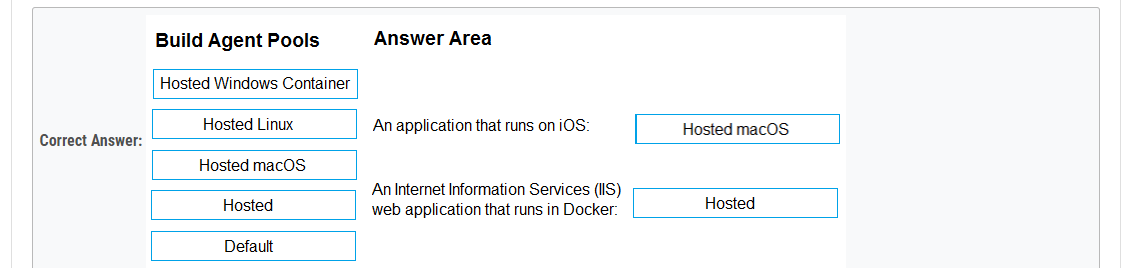 Build Agent Pools
Answer Area
Hosted Windows Container
Hosted Linux
An application that runs on iOS:
Hosted macOS
Correct Answer:
Hosted macOS
An Internet Information Services (IIS)
web application that runs in Docker:
Hosted
Hosted
Default